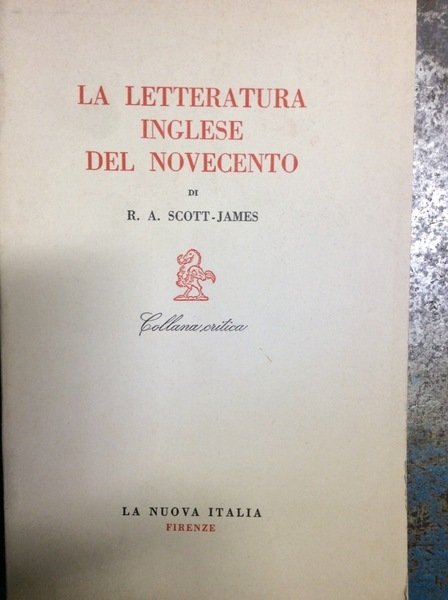 LA LETTERATURA
INGLESE
DEL NOVECENTO
DI
R. A. SCOTT-JAMES
Collana critica
LA NUOVA ITALIA
FIRENZE